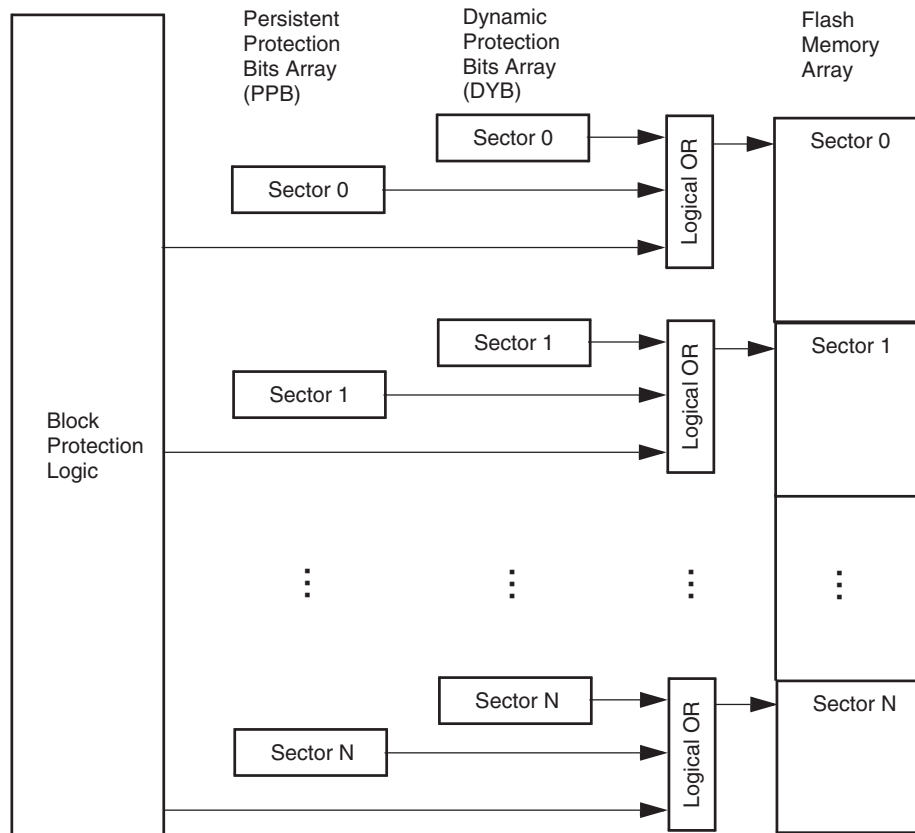 Persistent
Protection
Bits Array
(PPB)
Dynamic
Protection
Bits Array
(DYB)
Flash
Memory
Array
Sector 0
Sector 0
Logical OR
Sector 0
Sector 1
Sector 1
Logical OR
Sector 1
Block
Protection
Logic
...
...
...
...
Sector N
Sector N
Logical OR
Sector N